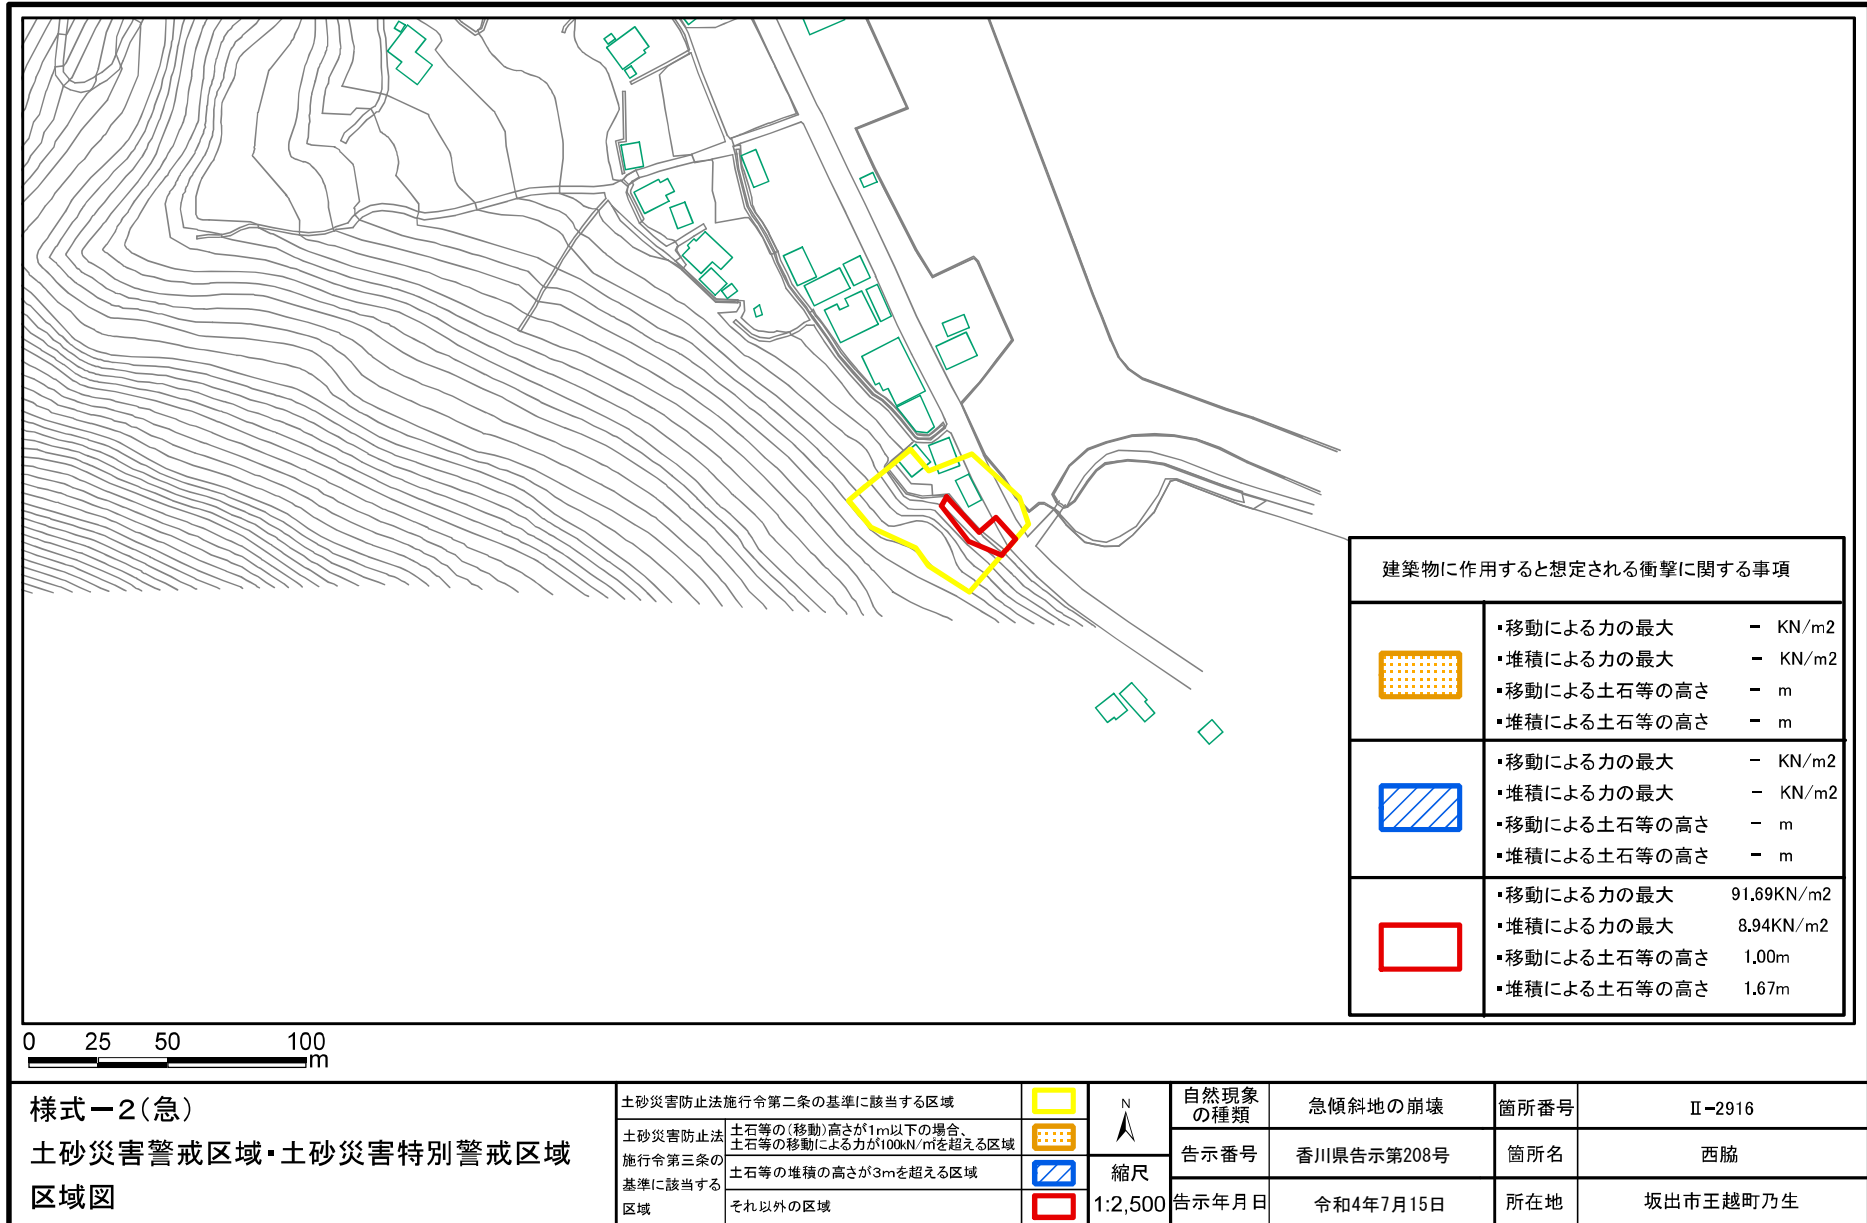 建築物に作用すると想定される衝撃に関する事項
・移動による力の最大 − KN/m2
・堆積による力の最大 − KN/m2
・移動による土石等の高さ − m
・堆積による土石等の高さ − m
・移動による力の最大 − KN/m2
・堆積による力の最大 − KN/m2
・移動による土石等の高さ − m
・堆積による土石等の高さ − m
・移動による力の最大 91.69KN/m2
・堆積による力の最大 8.94KN/m2
・移動による土石等の高さ 1.00m
・堆積による土石等の高さ 1.67m
0 25 50 100
m
様式−2(急)
土砂災害警戒区域・土砂災害特別警戒区域
区域図
土砂災害防止法施行令第二条の基準に該当する区域
土砂災害防止法
施行令第三条の
基準に該当する
区域
土石等の(移動)高さが1m以下の場合、
土石等の移動による力が100kN/㎡を超える区域
土石等の堆積の高さが3mを超える区域
それ以外の区域
N
縮尺
1:2,500
自然現象
の種類
急傾斜地の崩壊
箇所番号
Ⅱ-2916
告示番号
香川県告示第208号
箇所名
西脇
告示年月日
令和4年7月15日
所在地
坂出市王越町乃生